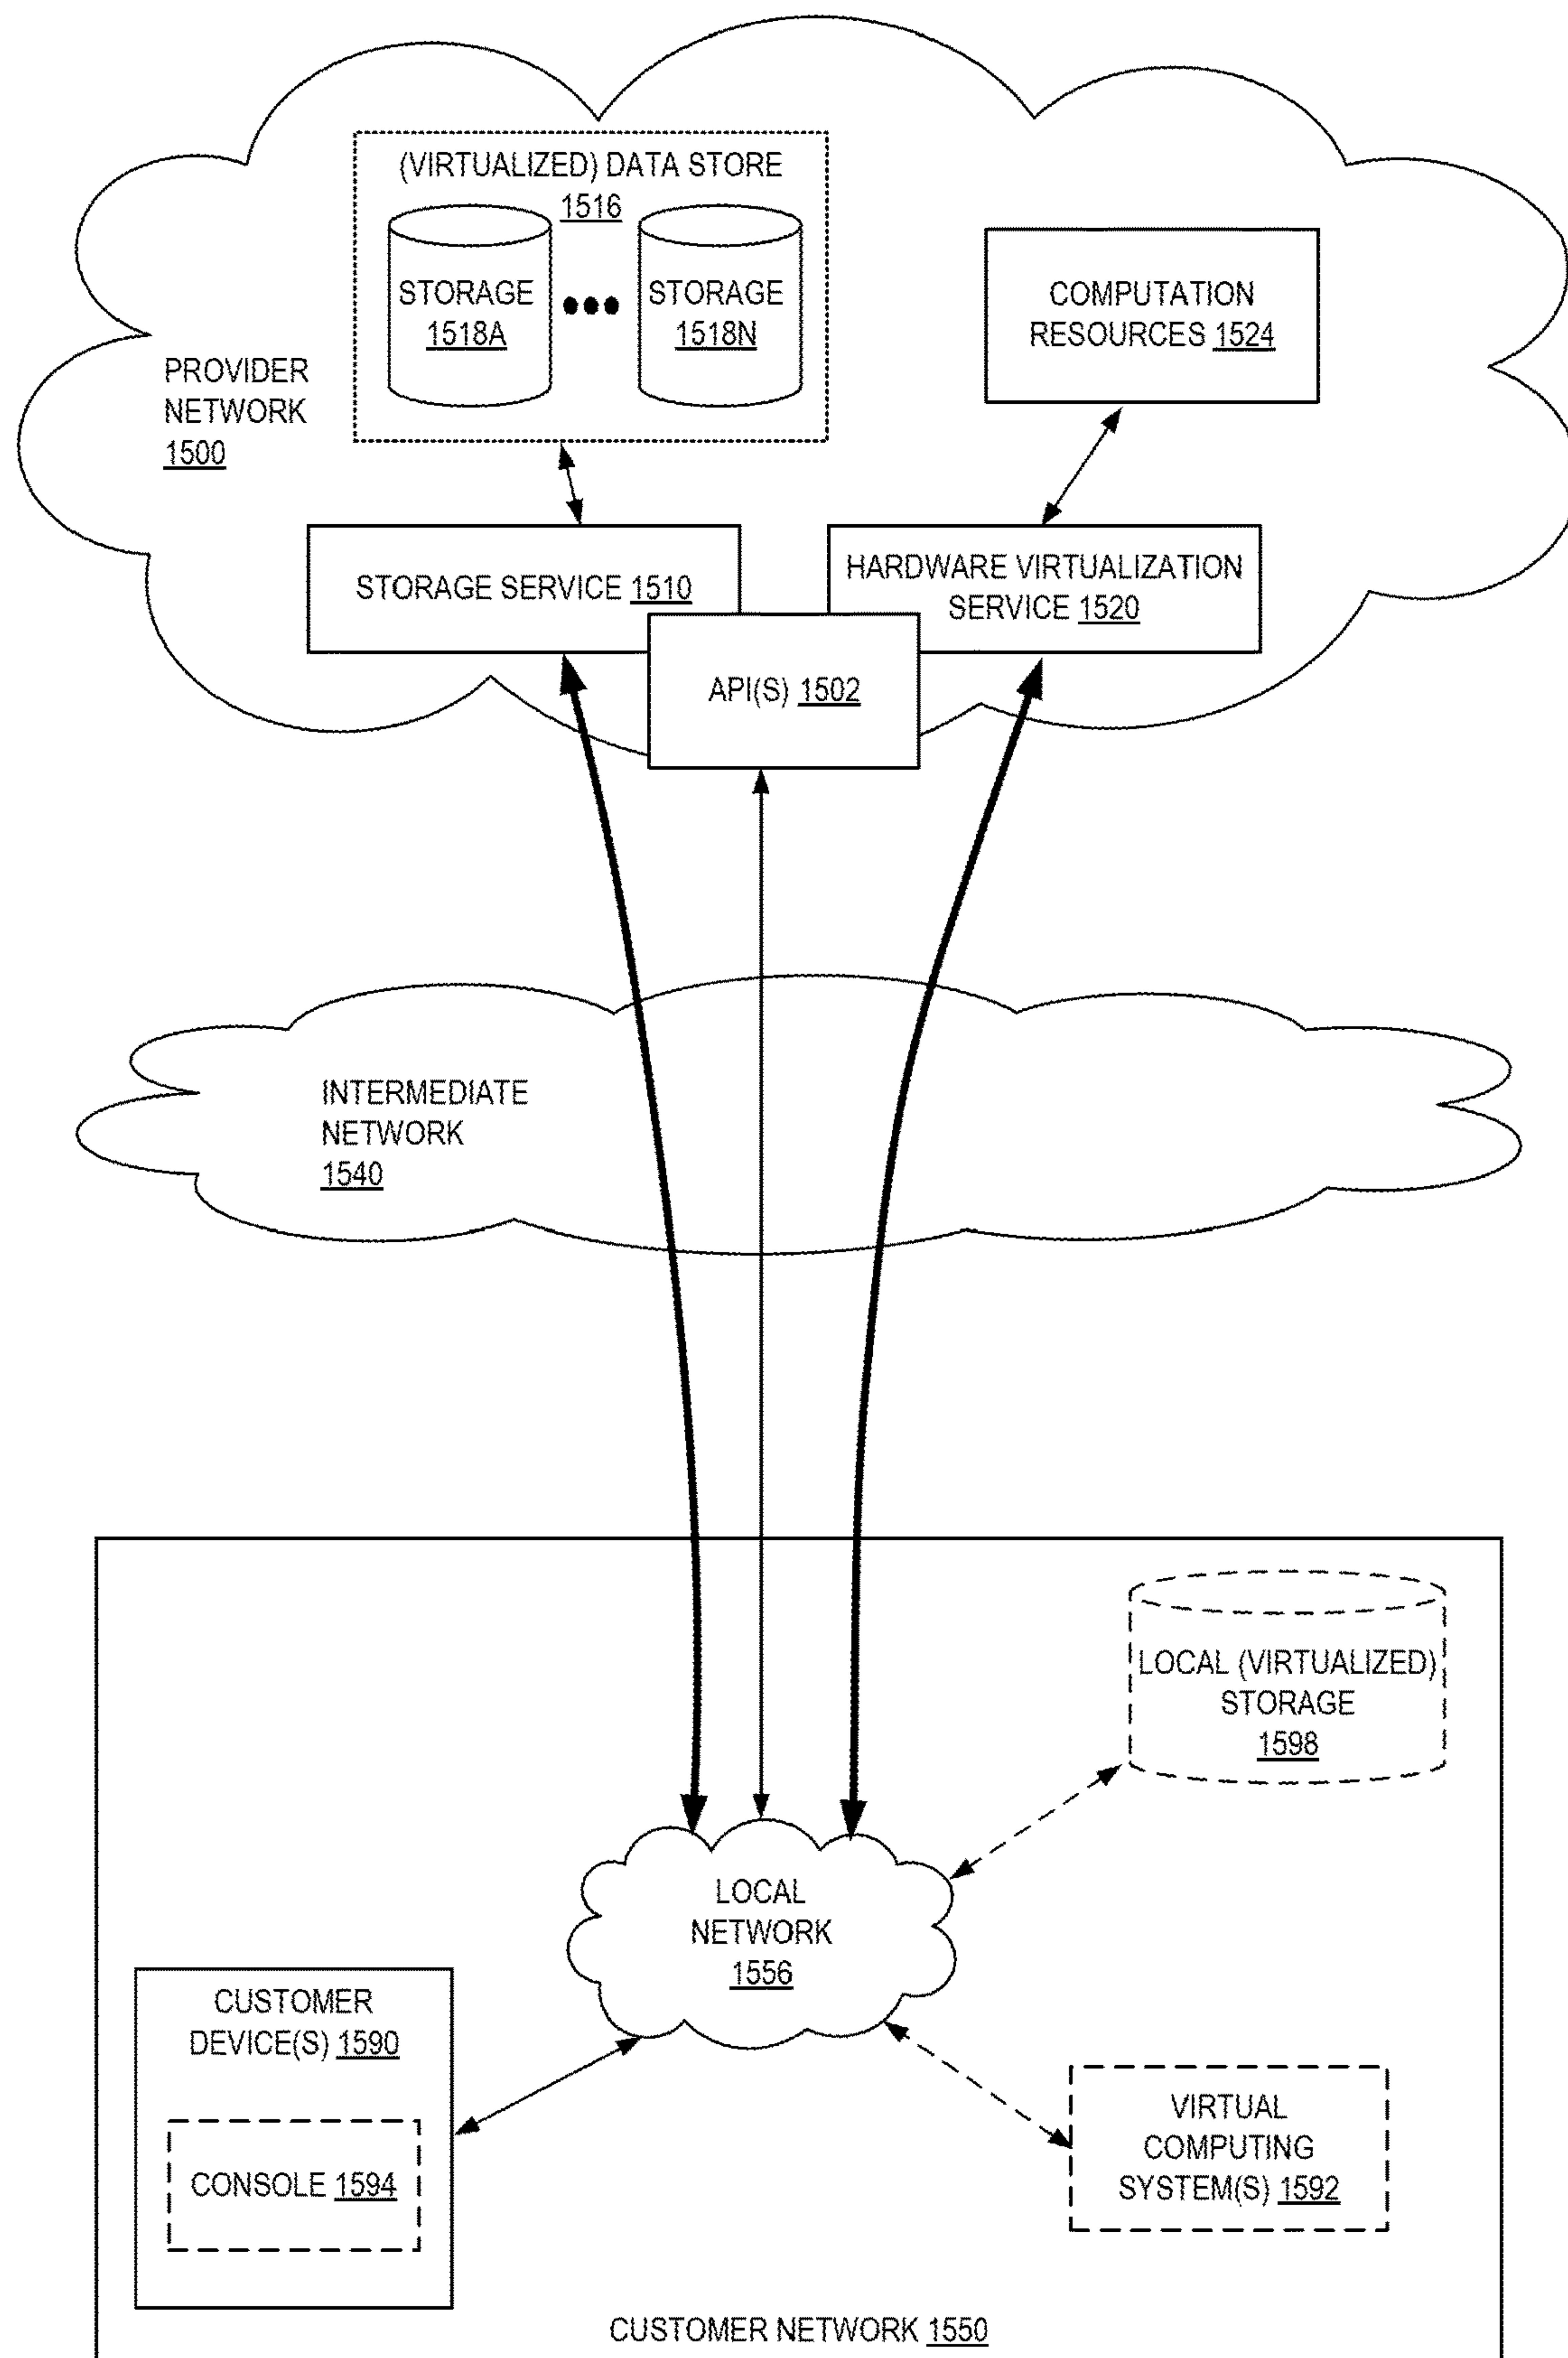 (VIRTUALIZED) DATA STORE
1516
STORAGE
1518A
STORAGE
1518N
COMPUTATION
RESOURCES 1524
PROVIDER
NETWORK
1500
STORAGE SERVICE 1510
HARDWARE VIRTUALIZATION
SERVICE 1520
API(S) 1502
INTERMEDIATE
NETWORK
1540
LOCAL (VIRTUALIZED)
STORAGE
1598
LOCAL
NETWORK
1556
CUSTOMER
DEVICE(S) 1590
CONSOLE 1594
VIRTUAL
COMPUTING
SYSTEM(S) 1592
CUSTOMER NETWORK 1550